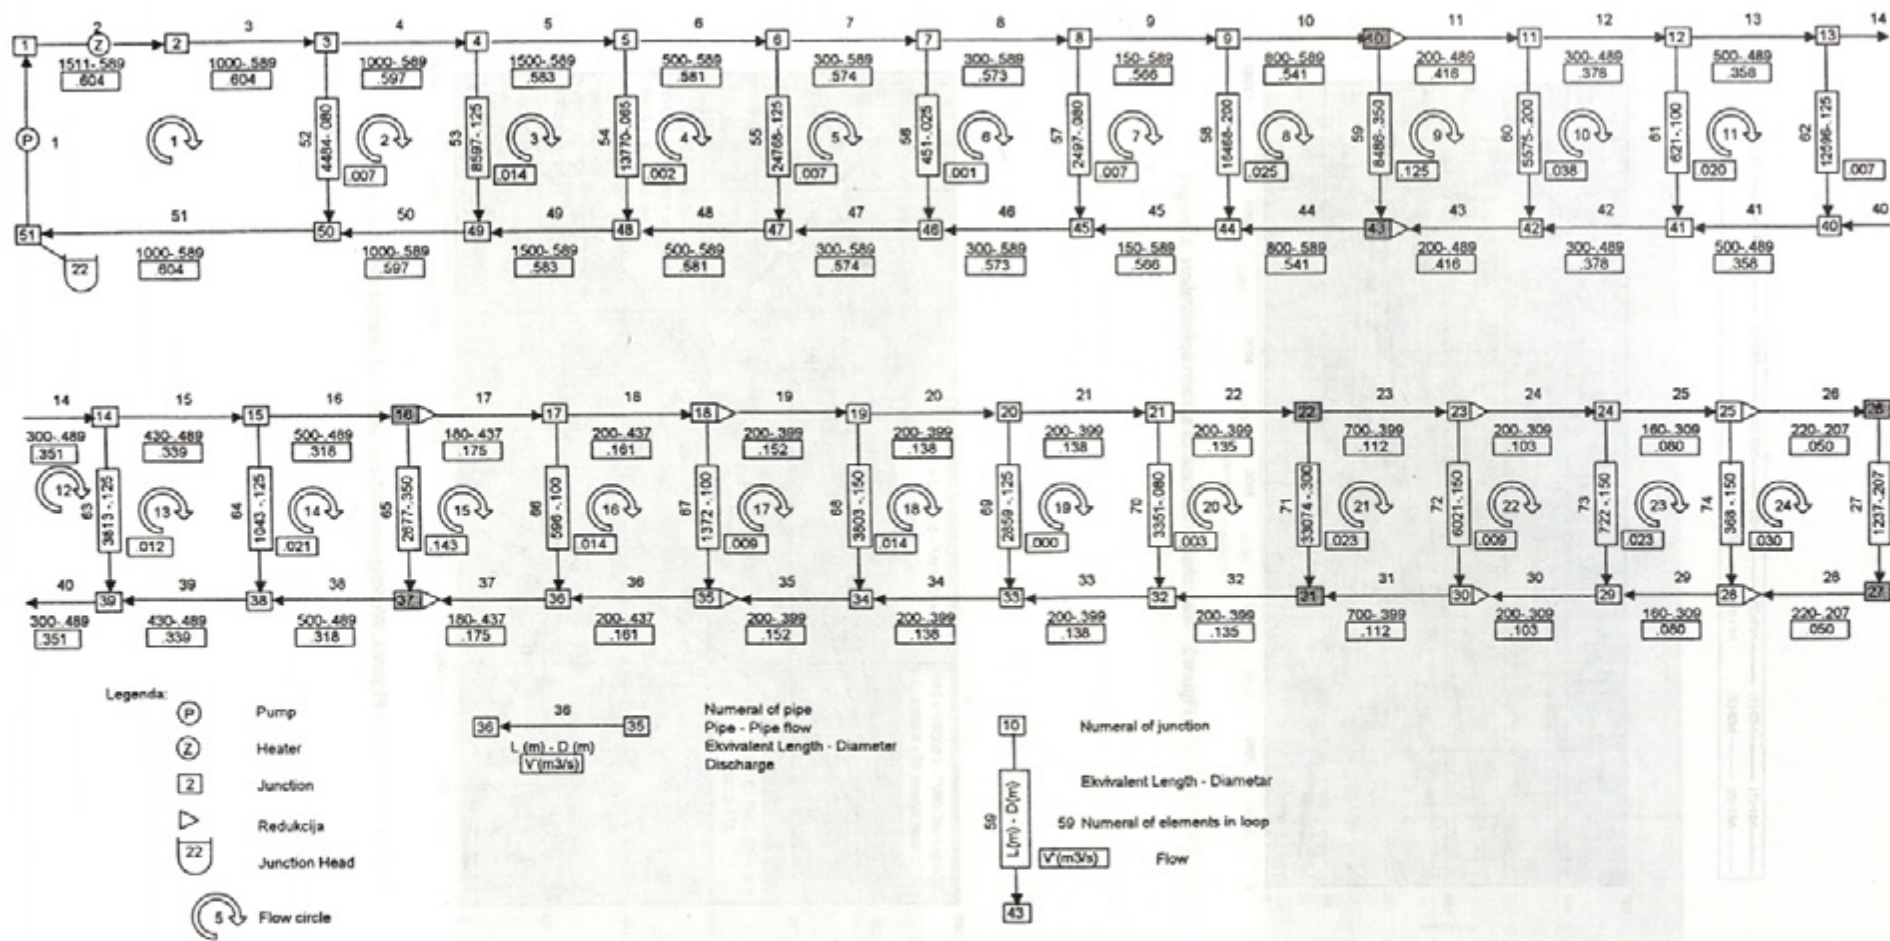 2 3 4 5 6 7 8 9 10 11 12 13 14
1 Z 2 3 4 5 6 7 8 9 10 11 12 13
1511-.589 1000-.589 1000-.589 1500-.589 500-.589 300-.589 300-.589 150-.589 800-.589 200-.489 300-.489 500-.489
.604 .604 .597 .583 .581 .574 .573 .566 .541 .416 .378 .358
P 1
52 53 54 55 56 57 58 59 60 61 62
4484-.080 8597-.125 13770-.065 24768-.125 451-.025 2497-.080 16468-.200 8486-.350 5575-.200 621-.100 12596-.125
1 2 3 4 5 6 7 8 9 10 11
.007 .014 .002 .007 .001 .007 .025 .125 .038 .020 .007
51 50 49 48 47 46 45 44 43 42 41 40
51 50 49 48 47 46 45 44 43 42 41 40
1000-.589 1000-.589 1500-.589 500-.589 300-.589 300-.589 150-.589 800-.589 200-.489 300-.489 500-.489
22 .604 .597 .583 .581 .574 .573 .566 .541 .416 .378 .358
14 15 16 17 18 19 20 21 22 23 24 25 26
14 15 16 17 18 19 20 21 22 23 24 25 26
300-.489 430-.489 500-.489 180-.437 200-.437 200-.399 200-.399 200-.399 200-.399 700-.399 200-.309 160-.309 220-.207
.351 .339 .318 .175 .161 .152 .138 .138 .135 .112 .103 .080 .050
63 64 65 66 67 68 69 70 71 72 73 74 27
3813-.125 1043-.125 2677-.350 596-.100 1372-.100 3803-.150 2859-.125 3351-.080 33074-.300 6021-.150 722-.150 368-.150 1237-.207
12 13 14 15 16 17 18 19 20 21 22 23 24
.012 .021 .143 .014 .009 .014 .000 .003 .023 .009 .023 .030
40 39 38 37 36 35 34 33 32 31 30 29 28
39 38 37 36 35 34 33 32 31 30 29 28 27
300-.489 430-.489 500-.489 180-.437 200-.437 200-.399 200-.399 200-.399 200-.399 700-.399 200-.309 160-.309 220-.207
.351 .339 .318 .175 .161 .152 .138 .138 .135 .112 .103 .080 .050
Legenda:
P Pump
Z Heater
2 Junction
Redukcija
22 Junction Head
5 Flow circle
36 Numeral of pipe
36 35 Pipe - Pipe flow
L (m) - D (m) Ekvivalent Length - Diameter
V'(m3/s) Discharge
10 Numeral of junction
L(m) - D(m) Ekvivalent Length - Diametar
59 59 Numeral of elements in loop
V'(m3/s) Flow
43